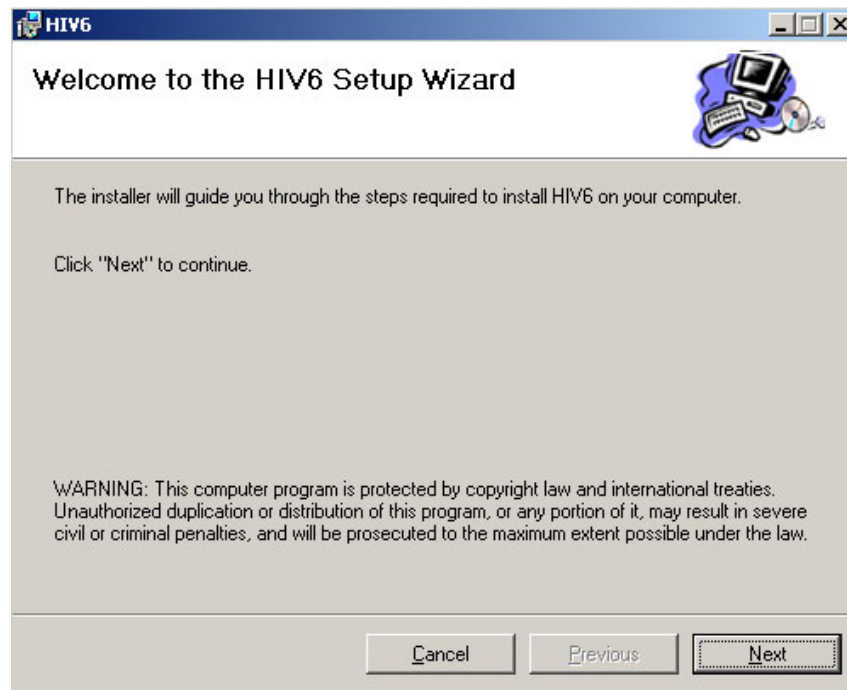 HIV6
Welcome to the HIV6 Setup Wizard
The installer will guide you through the steps required to install HIV6 on your computer.
Click "Next" to continue.
WARNING: This computer program is protected by copyright law and international treaties.
Unauthorized duplication or distribution of this program, or any portion of it, may result in severe
civil or criminal penalties, and will be prosecuted to the maximum extent possible under the law.
Cancel
Previous
Next